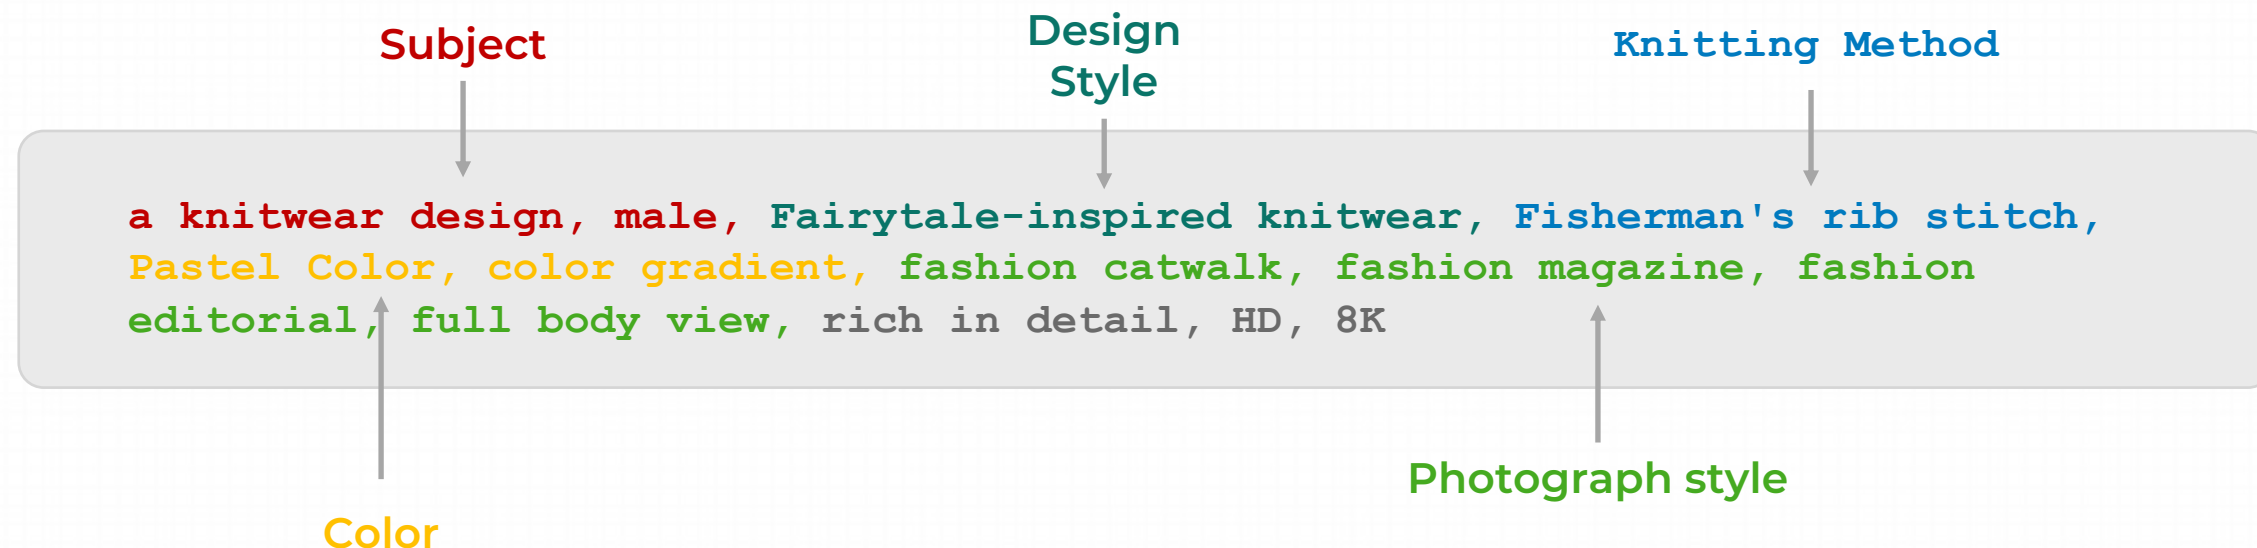 Subject
Design
Style
Knitting Method
a knitwear design, male, Fairytale-inspired knitwear, Fisherman's rib stitch,
Pastel Color, color gradient, fashion catwalk, fashion magazine, fashion
editorial, full body view, rich in detail, HD, 8K
Photograph style
Color